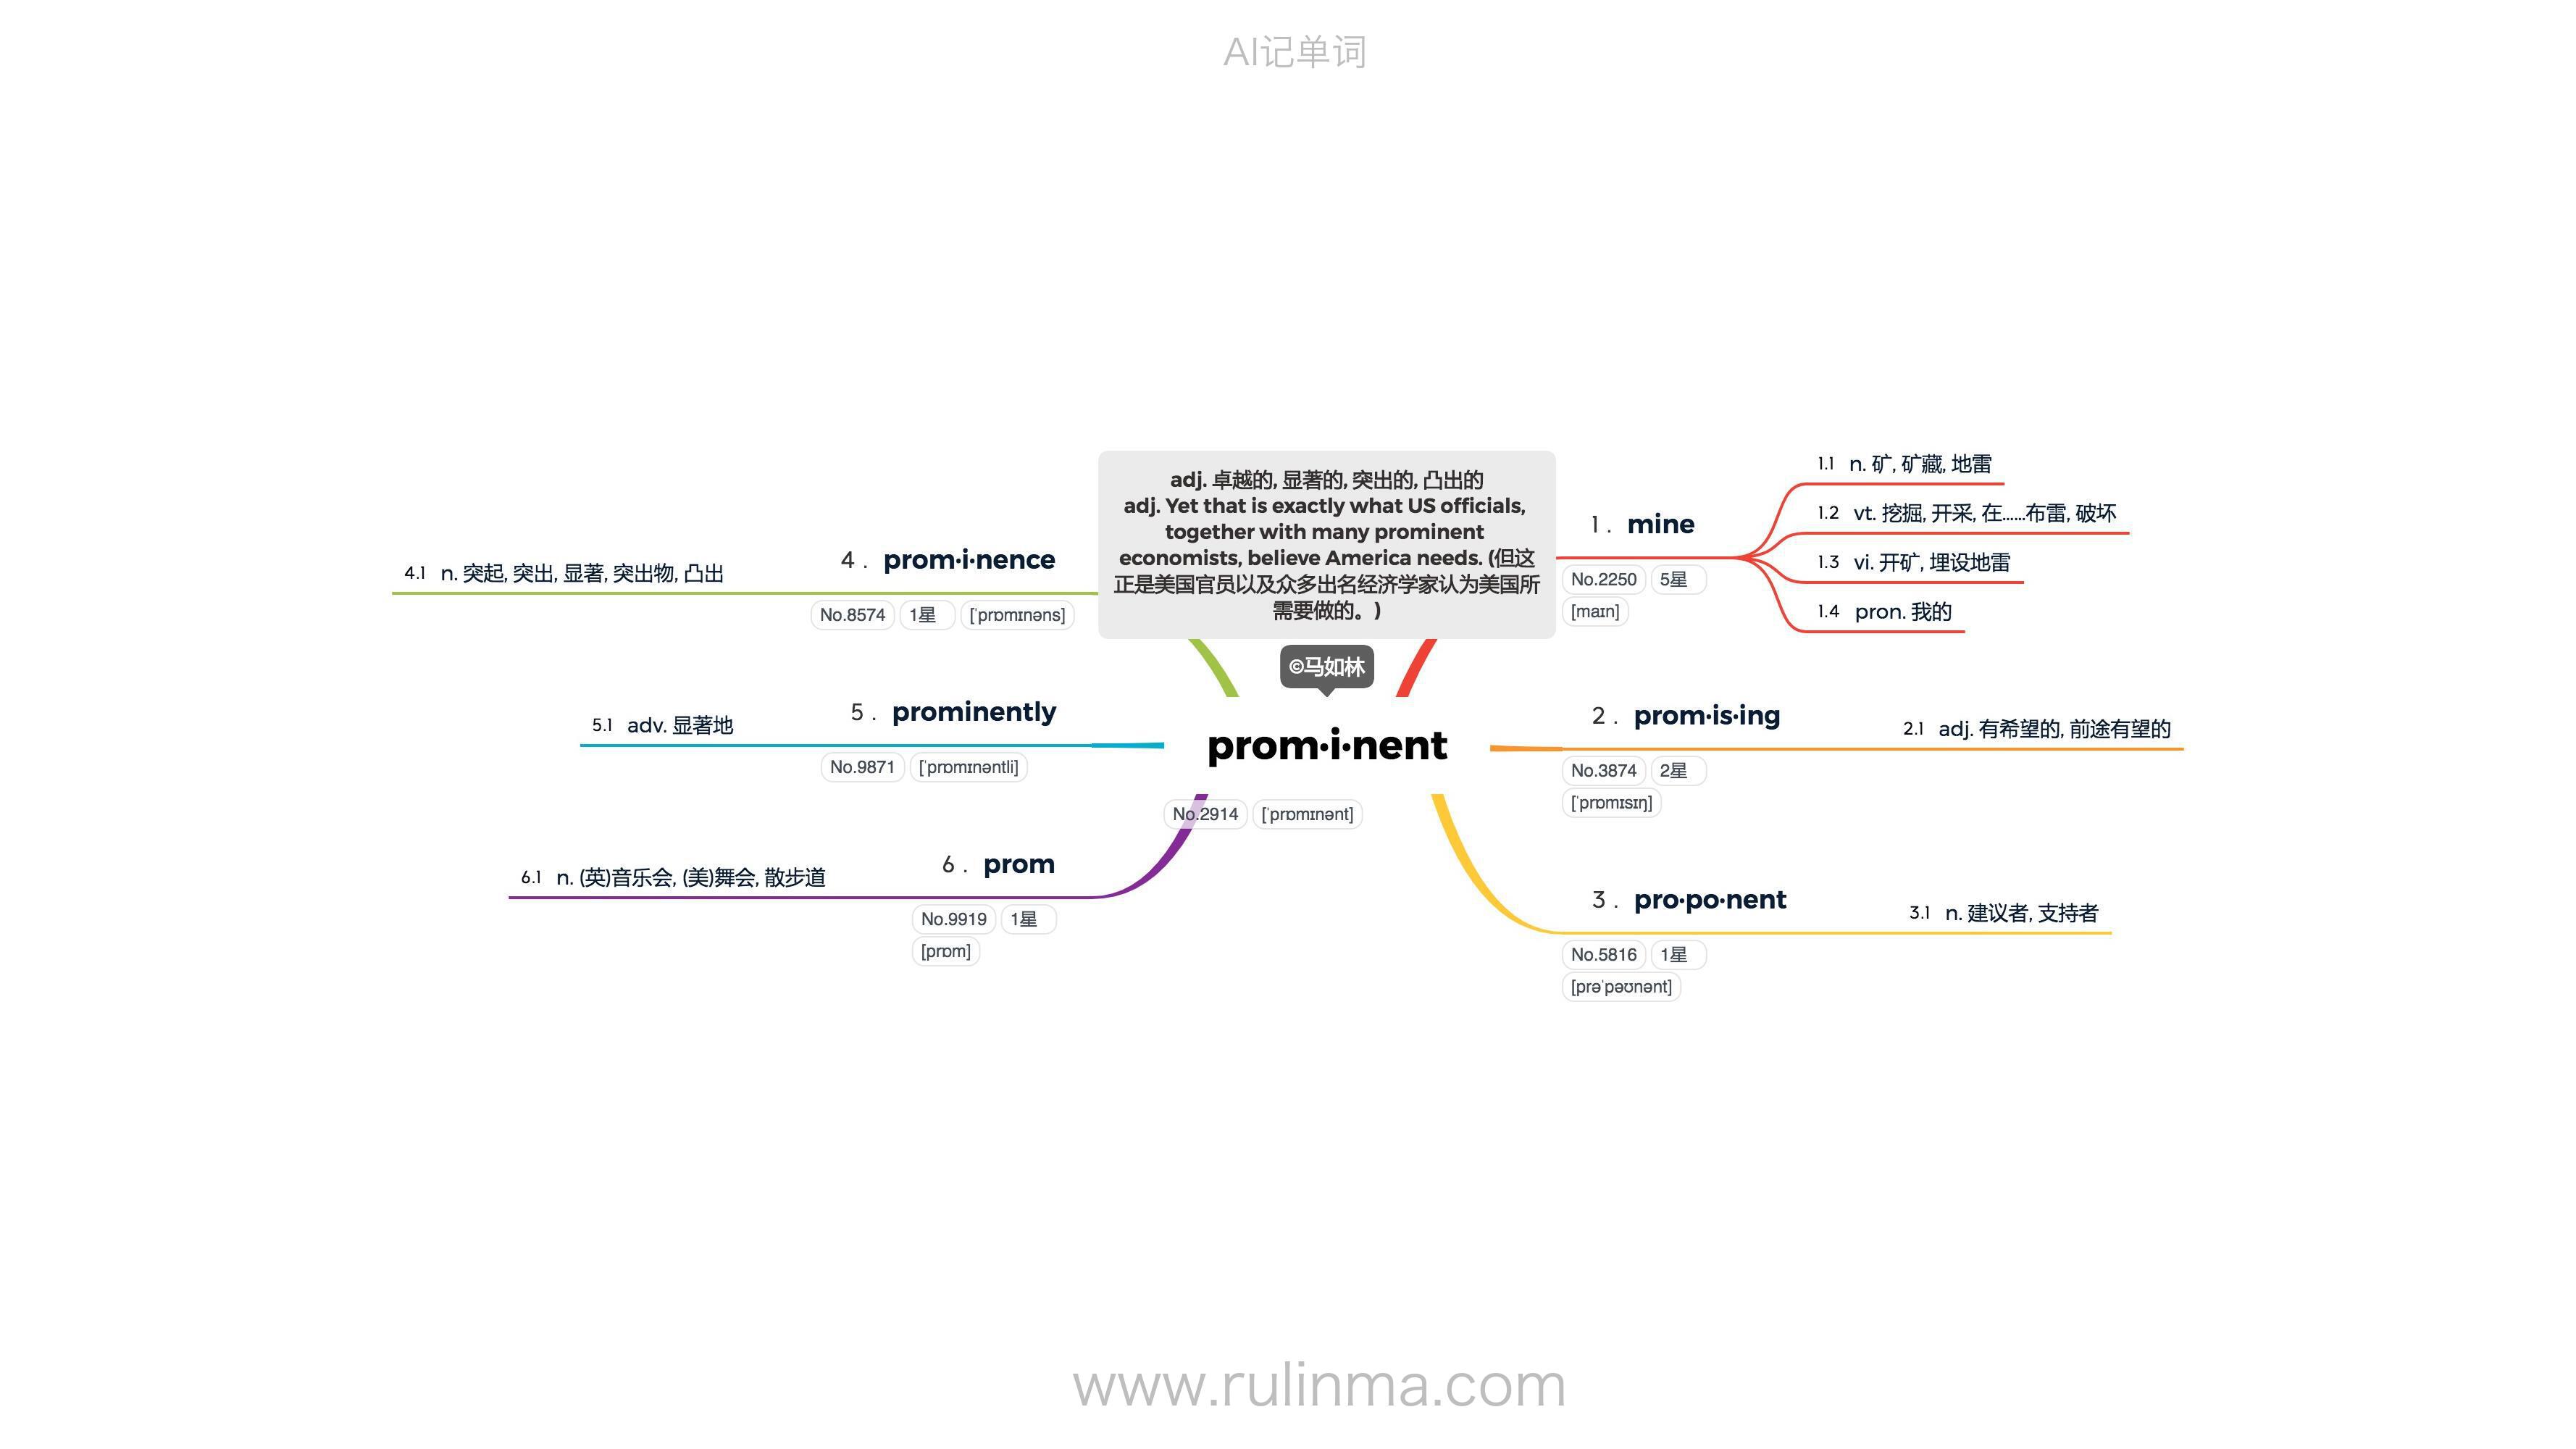 AI记单词
adj. 卓越的, 显著的, 突出的, 凸出的
adj. Yet that is exactly what US officials,
together with many prominent
economists, believe America needs. (但这
正是美国官员以及众多出名经济学家认为美国所
需要做的。)
©马如林
prom·i·nent
No.2914 [ˈprɒmɪnənt]
1 . mine
No.2250 5星
[maɪn]
1.1 n. 矿, 矿藏, 地雷
1.2 vt. 挖掘, 开采, 在……布雷, 破坏
1.3 vi. 开矿, 埋设地雷
1.4 pron. 我的
2 . prom·is·ing
No.3874 2星
[ˈprɒmɪsɪŋ]
2.1 adj. 有希望的, 前途有望的
3 . pro·po·nent
No.5816 1星
[prəˈpəʊnənt]
3.1 n. 建议者, 支持者
4 . prom·i·nence
No.8574 1星 [ˈprɒmɪnəns]
4.1 n. 突起, 突出, 显著, 突出物, 凸出
5 . prominently
No.9871 [ˈprɒmɪnəntli]
5.1 adv. 显著地
6 . prom
No.9919 1星
[prɒm]
6.1 n. (英)音乐会, (美)舞会, 散步道
www.rulinma.com